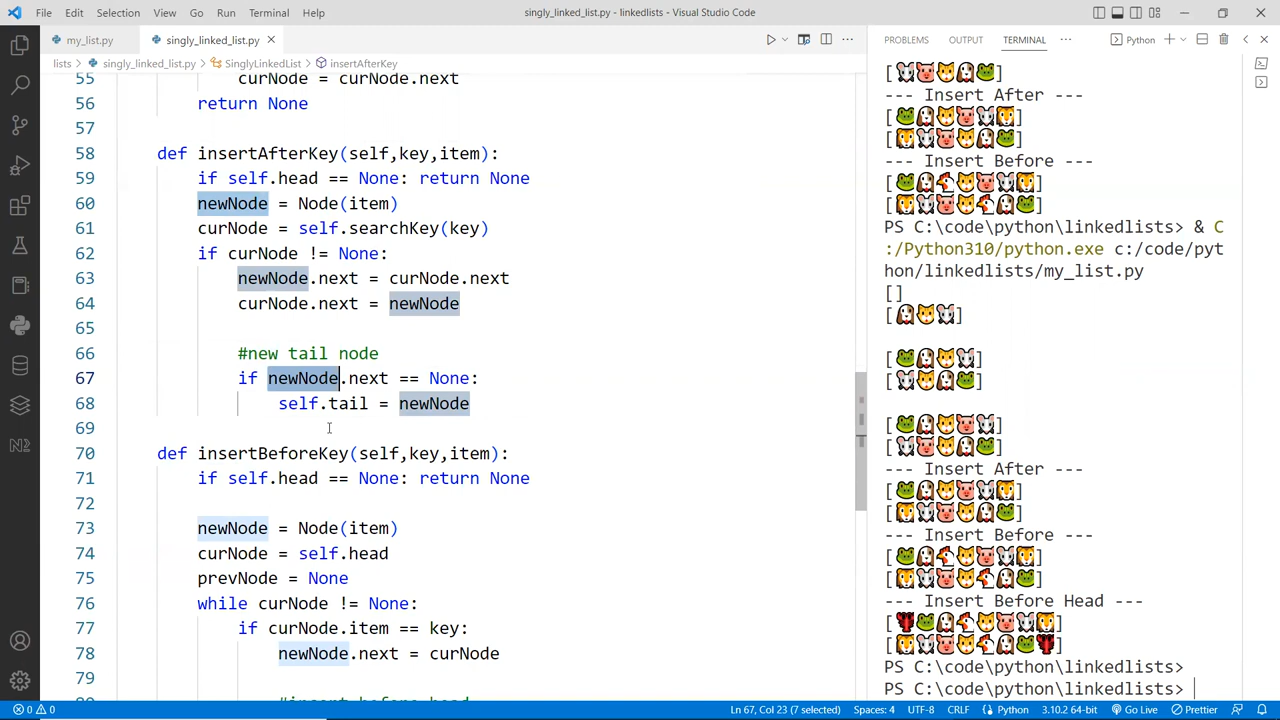 File Edit Selection View Go Run Terminal Help
singly_linked_list.py - linkedlists - Visual Studio Code
my_list.py
singly_linked_list.py
lists > singly_linked_list.py > SinglyLinkedList > insertAfterKey
55 curNode = curNode.next
56 return None
57
58 def insertAfterKey(self,key,item):
59 if self.head == None: return None
60 newNode = Node(item)
61 curNode = self.searchKey(key)
62 if curNode != None:
63 newNode.next = curNode.next
64 curNode.next = newNode
65
66 #new tail node
67 if newNode.next == None:
68 self.tail = newNode
69
70 def insertBeforeKey(self,key,item):
71 if self.head == None: return None
72
73 newNode = Node(item)
74 curNode = self.head
75 prevNode = None
76 while curNode != None:
77 if curNode.item == key:
78 newNode.next = curNode
79
PROBLEMS OUTPUT TERMINAL ··· Python
[🐭🐷🐱🐶🐸]
--- Insert After ---
[🐸🐶🐱🐷🐭🐯]
[🐯🐭🐷🐱🐶🐸]
--- Insert Before ---
[🐸🐶🐔🐱🐷🐭🐯]
[🐯🐭🐷🐱🐔🐶🐸]
PS C:\code\python\linkedlists> & C
:/Python310/python.exe c:/code/pyt
hon/linkedlists/my_list.py
[]
[🐶🐱🐭]
[🐸🐶🐱🐭]
[🐭🐱🐶🐸]
[🐸🐶🐱🐷🐭]
[🐭🐷🐱🐶🐸]
--- Insert After ---
[🐸🐶🐱🐷🐭🐯]
[🐯🐭🐷🐱🐶🐸]
--- Insert Before ---
[🐸🐶🐔🐱🐷🐭🐯]
[🐯🐭🐷🐱🐔🐶🐸]
--- Insert Before Head ---
[🦞🐸🐶🐔🐱🐷🐭🐯]
[🐯🐭🐷🐱🐔🐶🐸🦞]
PS C:\code\python\linkedlists>
PS C:\code\python\linkedlists>
0 0
Ln 67, Col 23 (7 selected) Spaces: 4 UTF-8 CRLF Python 3.10.2 64-bit Go Live Prettier